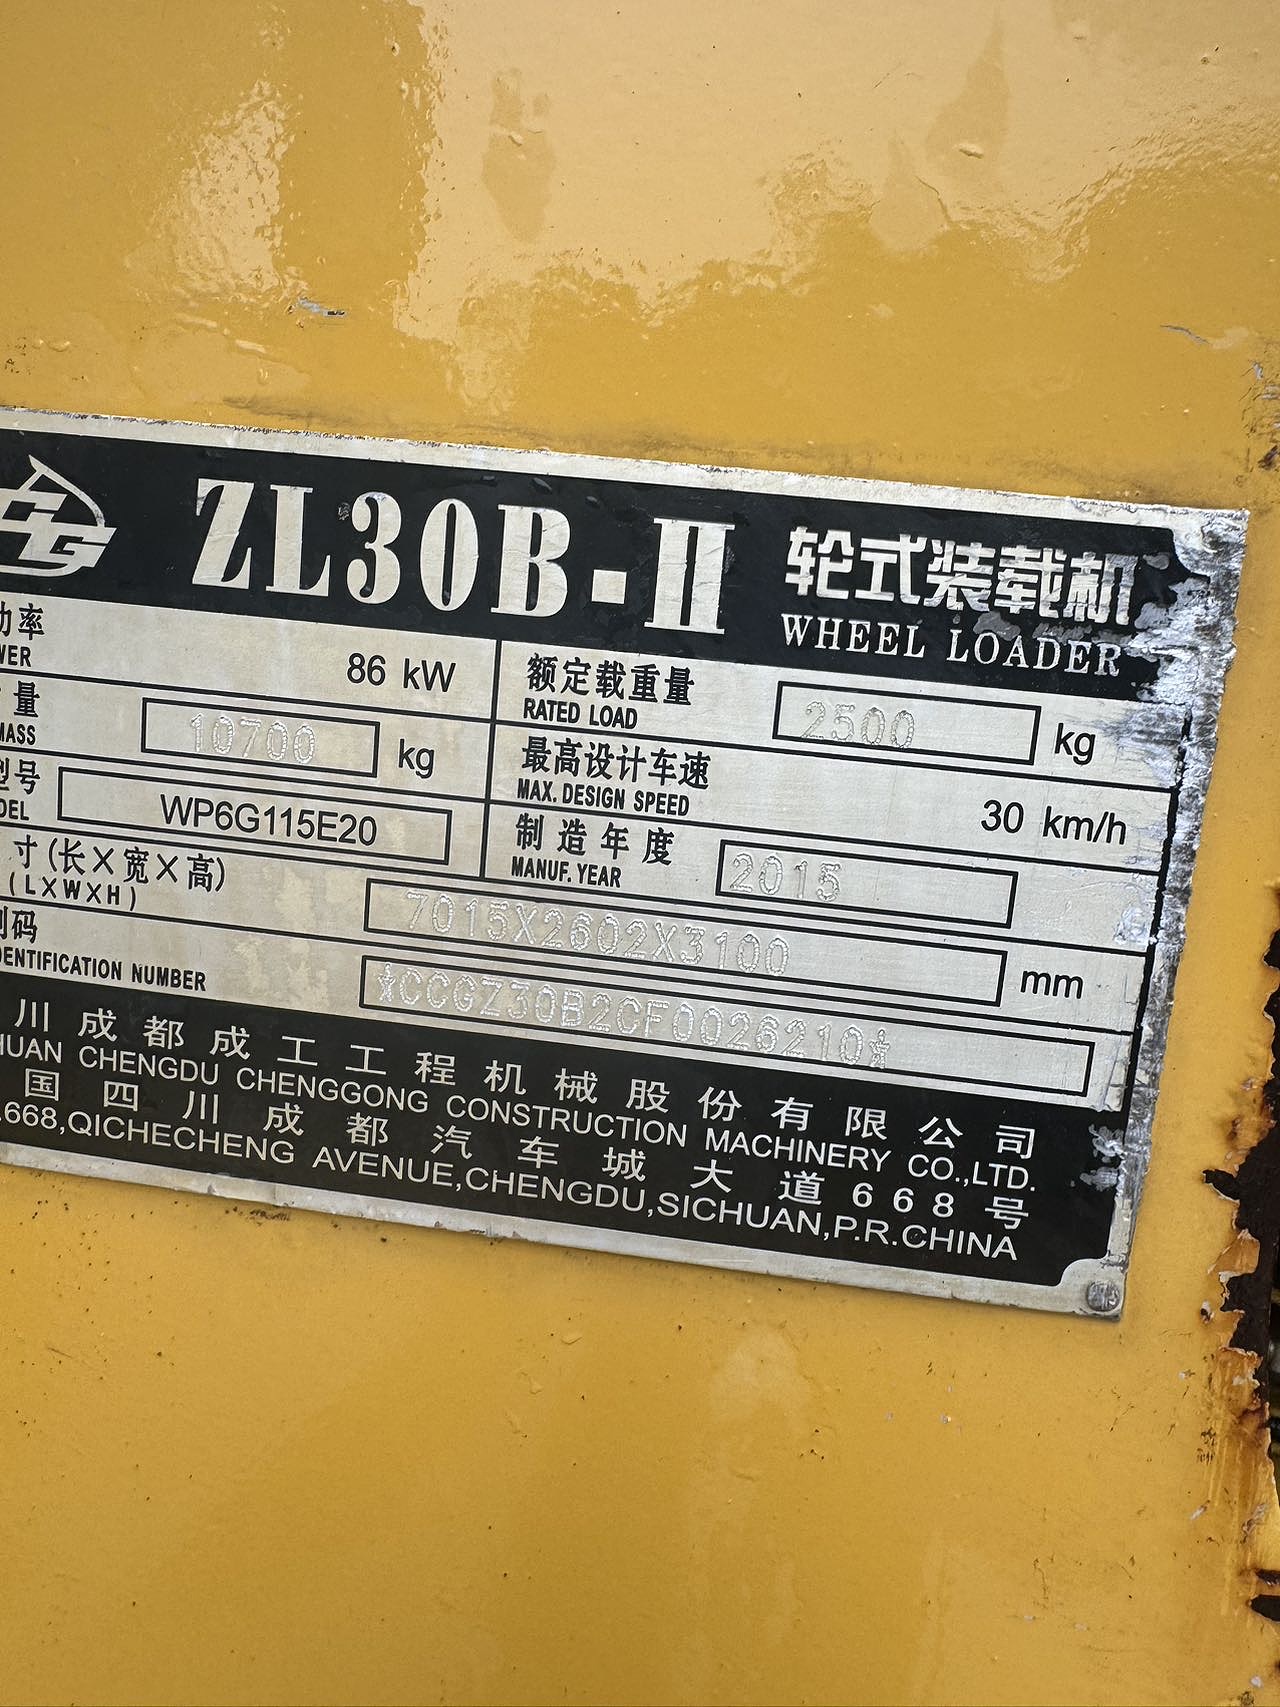 CG ZL30B-II 轮式装载机
WHEEL LOADER
功率 86 kW 额定载重量 2500 kg
WER RATED LOAD
量 10700 kg 最高设计车速 30 km/h
MASS MAX. DESIGN SPEED
型号 WP6G115E20 制造年度 2015
DEL MANUF. YEAR
寸(长×宽×高) 7015X2602X3100 mm
(L×W×H)
别码 *CCGZ30B2CF0026210*
DENTIFICATION NUMBER
川成都成工工程机械股份有限公司
HUAN CHENGDU CHENGGONG CONSTRUCTION MACHINERY CO.,LTD.
国四川成都汽车城大道668号
.668,QICHECHENG AVENUE,CHENGDU,SICHUAN,P.R.CHINA